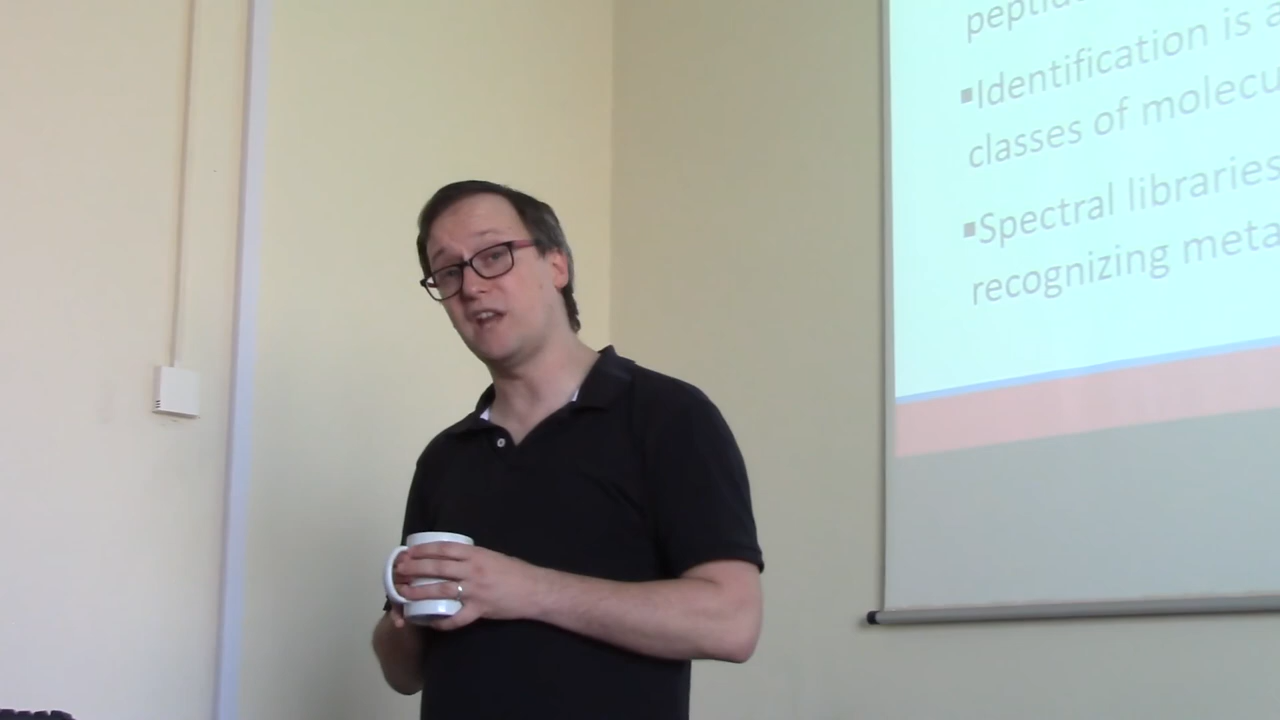 ▪Identification is a
classes of molecu
▪Spectral libraries
recognizing meta